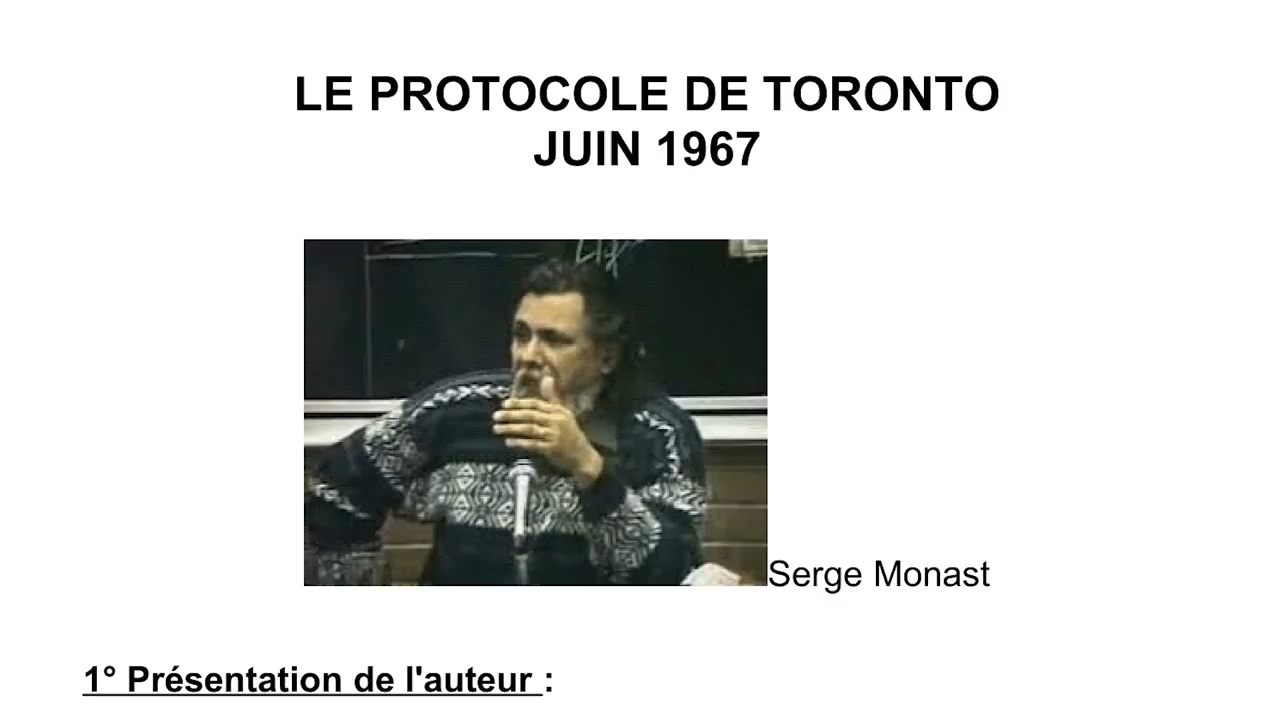 LE PROTOCOLE DE TORONTO
JUIN 1967
Serge Monast
1° Présentation de l'auteur :